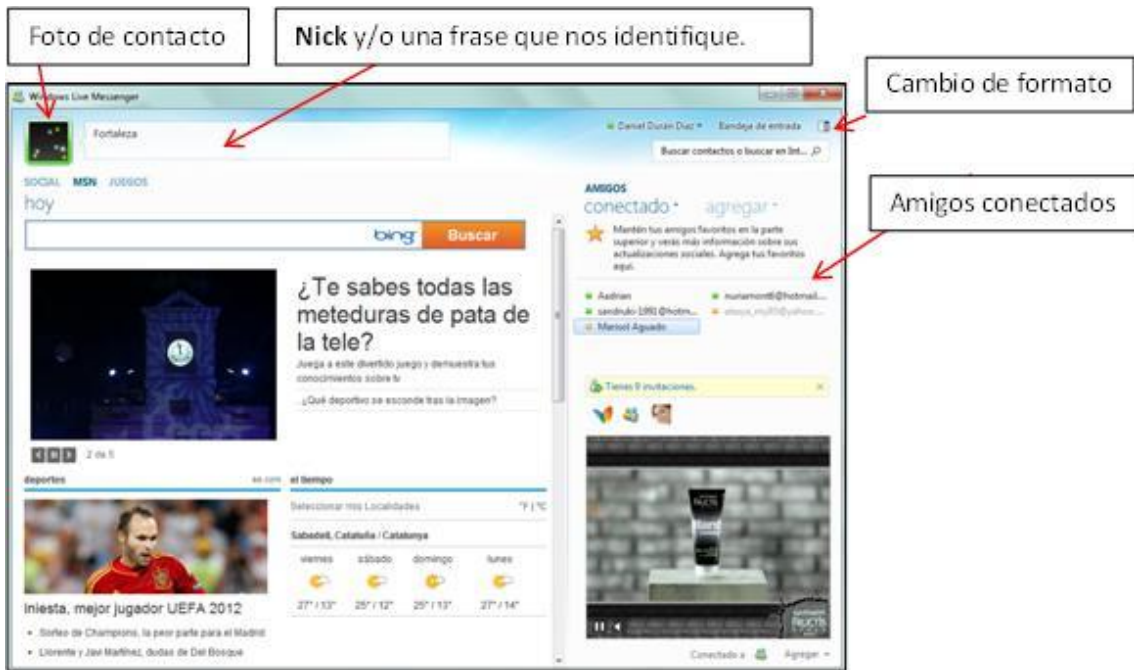 Foto de contacto
Nick y/o una frase que nos identifique.
Cambio de formato
Amigos conectados
Windows Live Messenger
Fortaleza
Daniel Duran Diaz
Bandeja de entrada
Buscar contactos o buscar en Int...
SOCIAL MSN JUEGOS
hoy
bing Buscar
¿Te sabes todas las
meteduras de pata de
la tele?
Juega a este divertido juego y demuestra tus
conocimientos sobre tv
¿Qué deportivo se esconde tras la imagen?
2 de 5
deportes
as.com
Iniesta, mejor jugador UEFA 2012
• Sorteo de Champions, la peor parte para el Madrid
• Llorente y Javi Martínez, dudas de Del Bosque
el tiempo
Seleccionar mis Localidades °F | °C
Sabadell, Cataluña / Catalunya
viernes sábado domingo lunes
27° / 13° 25° / 12° 25° / 13° 27° / 14°
AMIGOS
conectado agregar
Mantén tus amigos favoritos en la parte
superior y verás más información sobre sus
actualizaciones sociales. Agrega tus favoritos
aquí.
Aadrian
sandruki-1991@hotm...
Marisol Aguado
Tienes 9 invitaciones.
FRUCTIS
FRUCTIS
Conectado a Agregar